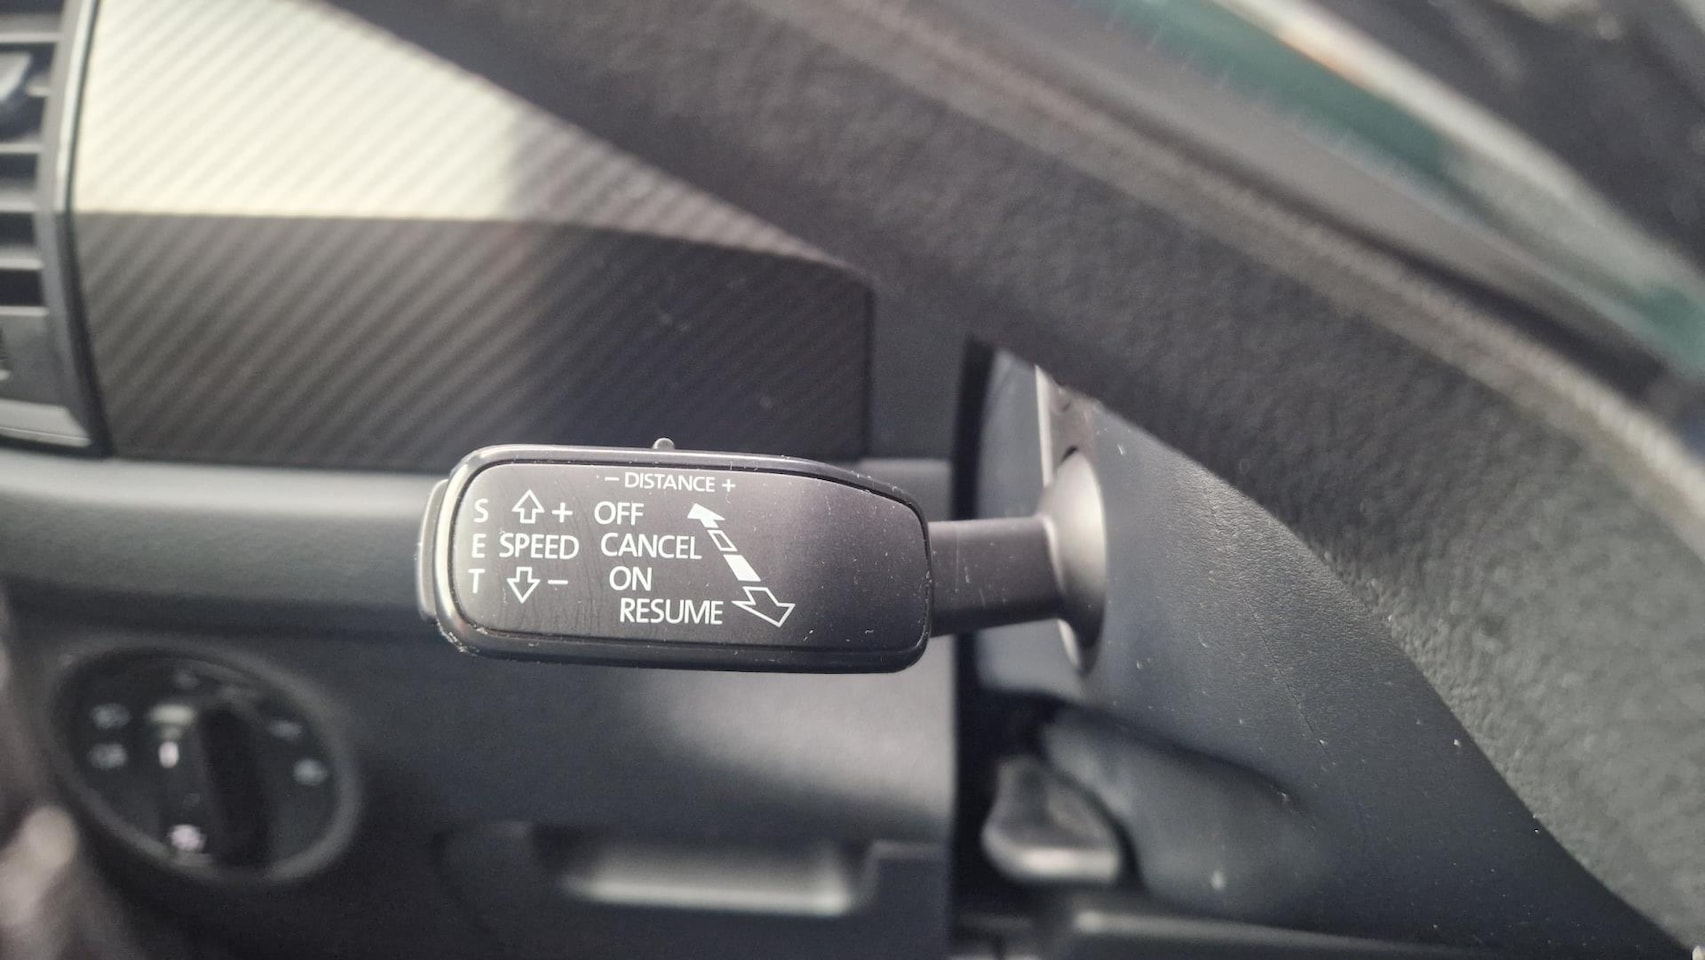 − DISTANCE +
S + OFF
E SPEED CANCEL
T − ON
RESUME